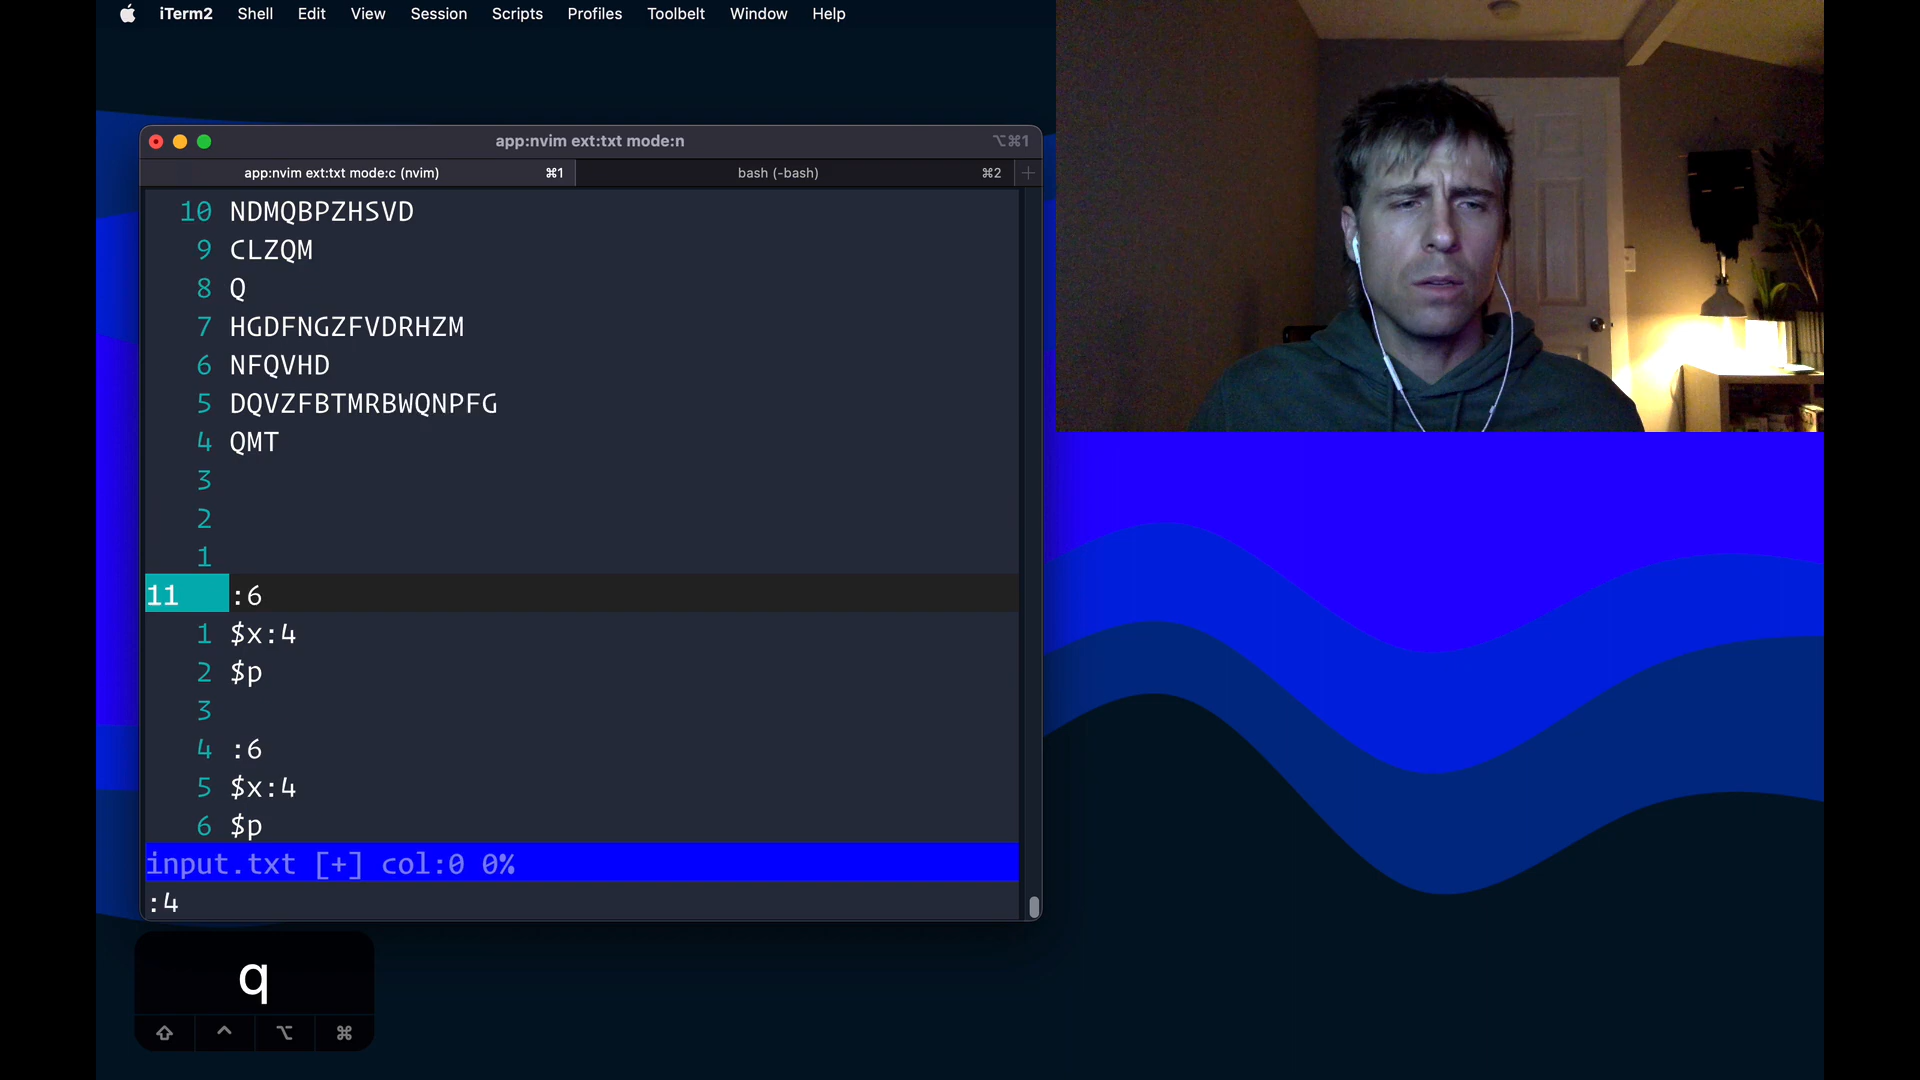 iTerm2 Shell Edit View Session Scripts Profiles Toolbelt Window Help
app:nvim ext:txt mode:n ⌥⌘1
app:nvim ext:txt mode:c (nvim) ⌘1 bash (-bash) ⌘2 +
10 NDMQBPZHSVD
9 CLZQM
8 Q
7 HGDFNGZFVDRHZM
6 NFQVHD
5 DQVZFBTMRBWQNPFG
4 QMT
3
2
1
11 :6
1 $x:4
2 $p
3
4 :6
5 $x:4
6 $p
input.txt [+] col:0 0%
:4
q
⇧ ^ ⌥ ⌘